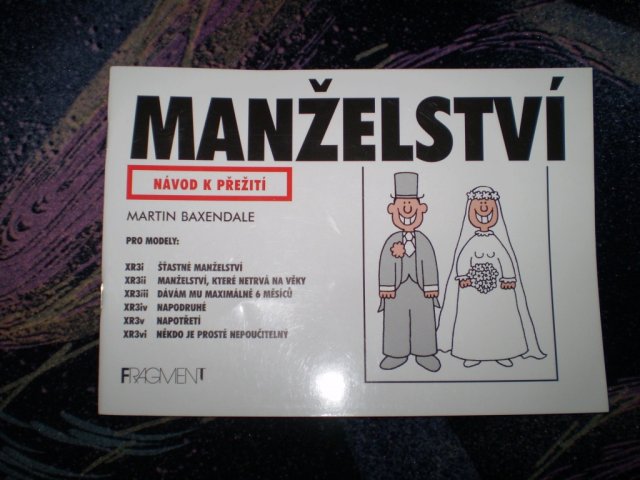 MANŽELSTVÍ
NÁVOD K PŘEŽITÍ
MARTIN BAXENDALE
PRO MODELY:
XR3i ŠŤASTNÉ MANŽELSTVÍ
XR3ii MANŽELSTVÍ, KTERÉ NETRVÁ NA VĚKY
XR3iii DÁVÁM MU MAXIMÁLNĚ 6 MĚSÍCŮ
XR3iv NAPODRUHÉ
XR3v NAPOTŘETÍ
XR3vi NĚKDO JE PROSTĚ NEPOUČITELNÝ
FRAGMENT